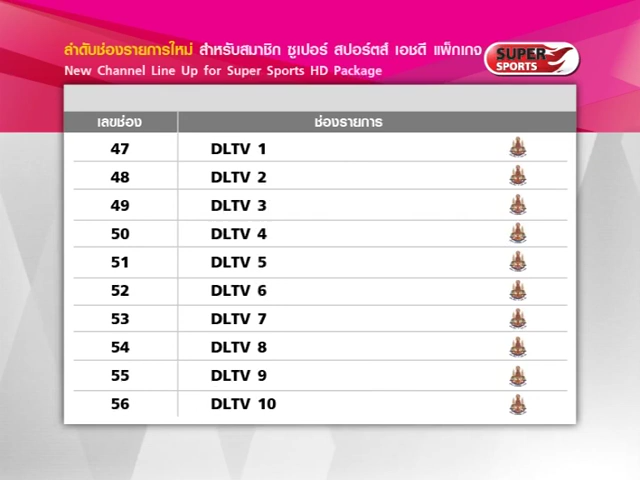 ลำดับช่องรายการใหม่ สำหรับสมาชิก ซูเปอร์ สปอร์ตส์ เอชดี แพ็กเกจ
New Channel Line Up for Super Sports HD Package
SUPER
SPORTS
เลขช่อง ช่องรายการ
47 DLTV 1
48 DLTV 2
49 DLTV 3
50 DLTV 4
51 DLTV 5
52 DLTV 6
53 DLTV 7
54 DLTV 8
55 DLTV 9
56 DLTV 10